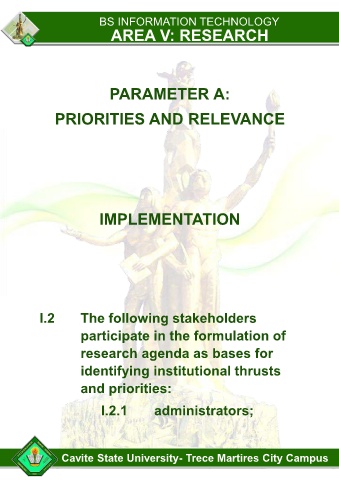 BS INFORMATION TECHNOLOGY
AREA V: RESEARCH
PARAMETER A:
PRIORITIES AND RELEVANCE
IMPLEMENTATION
I.2 The following stakeholders
participate in the formulation of
research agenda as bases for
identifying institutional thrusts
and priorities:
I.2.1 administrators;
Cavite State University- Trece Martires City Campus